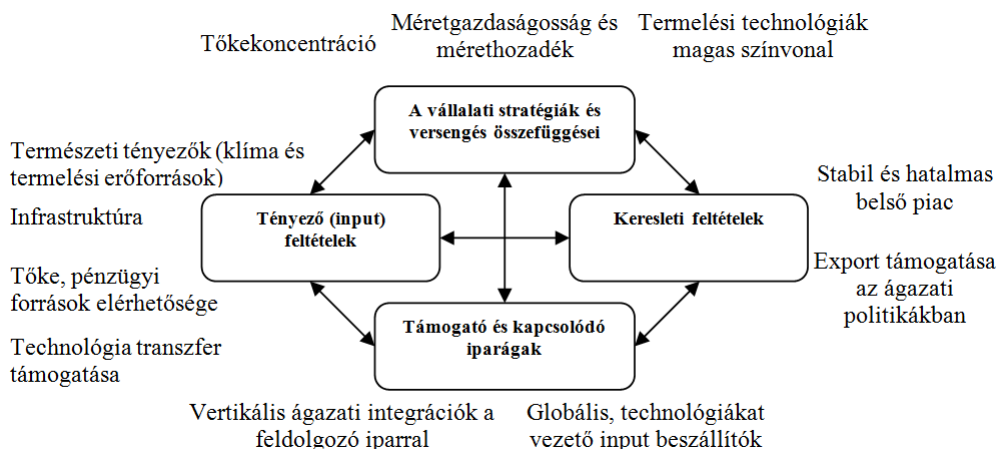 Tőkekoncentráció
Méretgazdaságosság és
mérethozadék
Termelési technológiák
magas színvonal
A vállalati stratégiák és
versengés összefüggései
Természeti tényezők (klíma és
termelési erőforrások)
Infrastruktúra
Tőke, pénzügyi
források elérhetősége
Technológia transzfer
támogatása
Tényező (input)
feltételek
Keresleti feltételek
Stabil és hatalmas
belső piac
Export támogatása
az ágazati
politikákban
Támogató és kapcsolódó
iparágak
Vertikális ágazati integrációk a
feldolgozó iparral
Globális, technológiákat
vezető input beszállítók